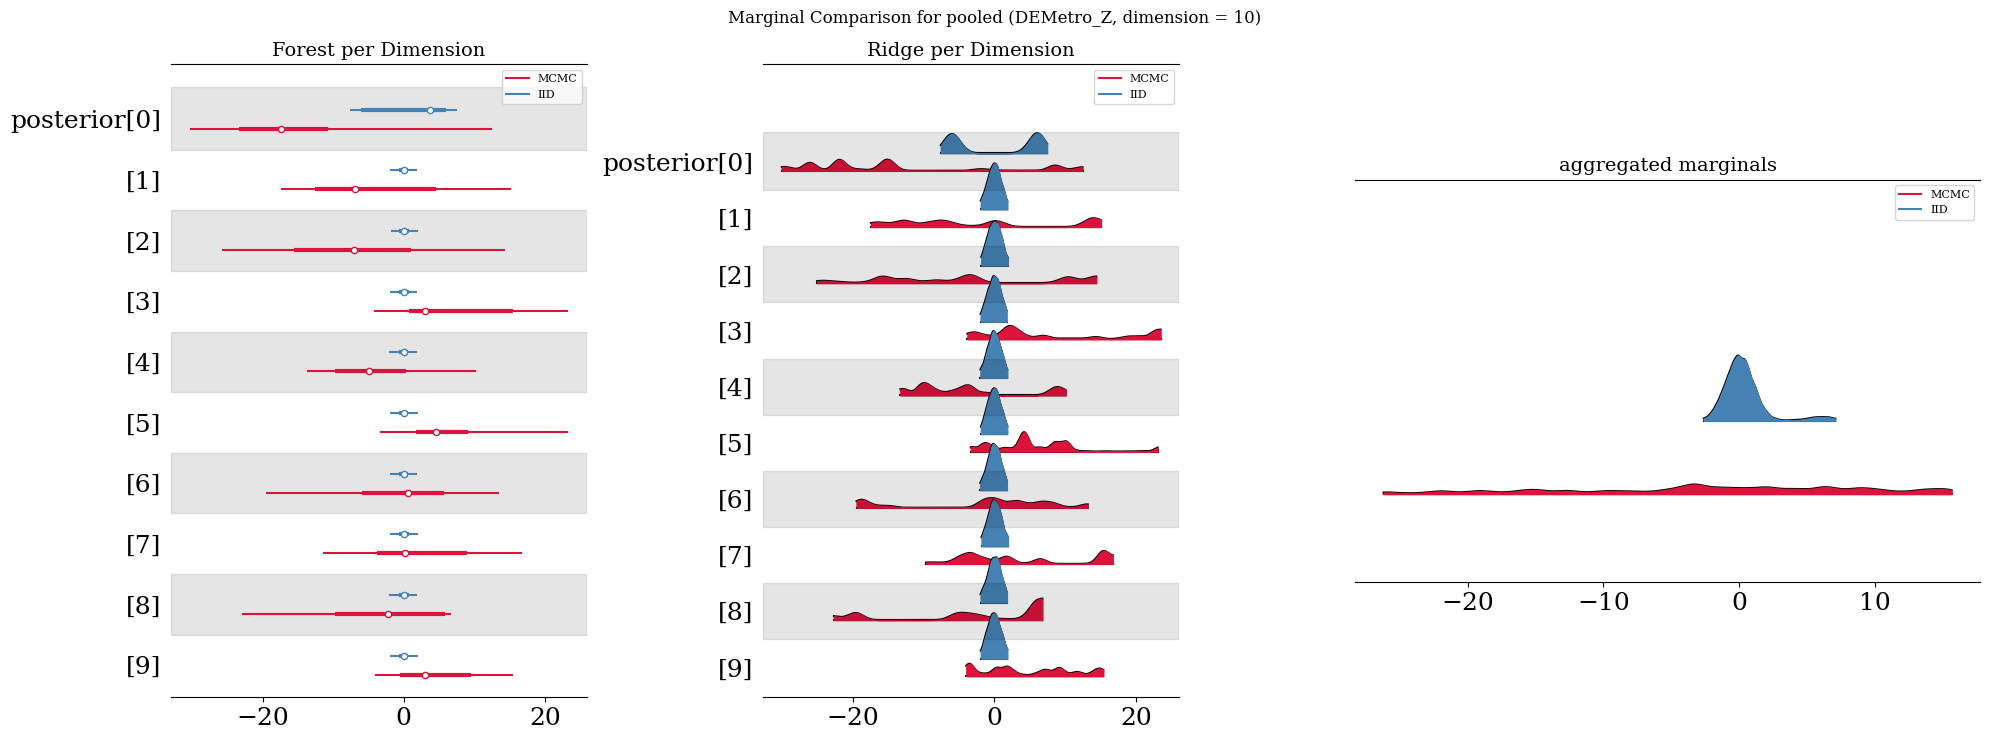 Marginal Comparison for pooled (DEMetro_Z, dimension = 10)
Forest per Dimension
MCMC
IID
posterior[0]
[1]
[2]
[3]
[4]
[5]
[6]
[7]
[8]
[9]
−20 0 20
Ridge per Dimension
MCMC
IID
posterior[0]
[1]
[2]
[3]
[4]
[5]
[6]
[7]
[8]
[9]
−20 0 20
aggregated marginals
MCMC
IID
−20 −10 0 10